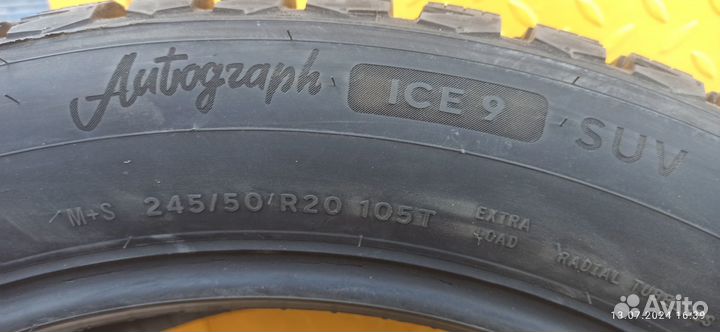 Autograph ICE 9 SUV
M+S 245/50 R20 105T EXTRA LOAD
RADIAL
13.07.2024 16:39
Avito